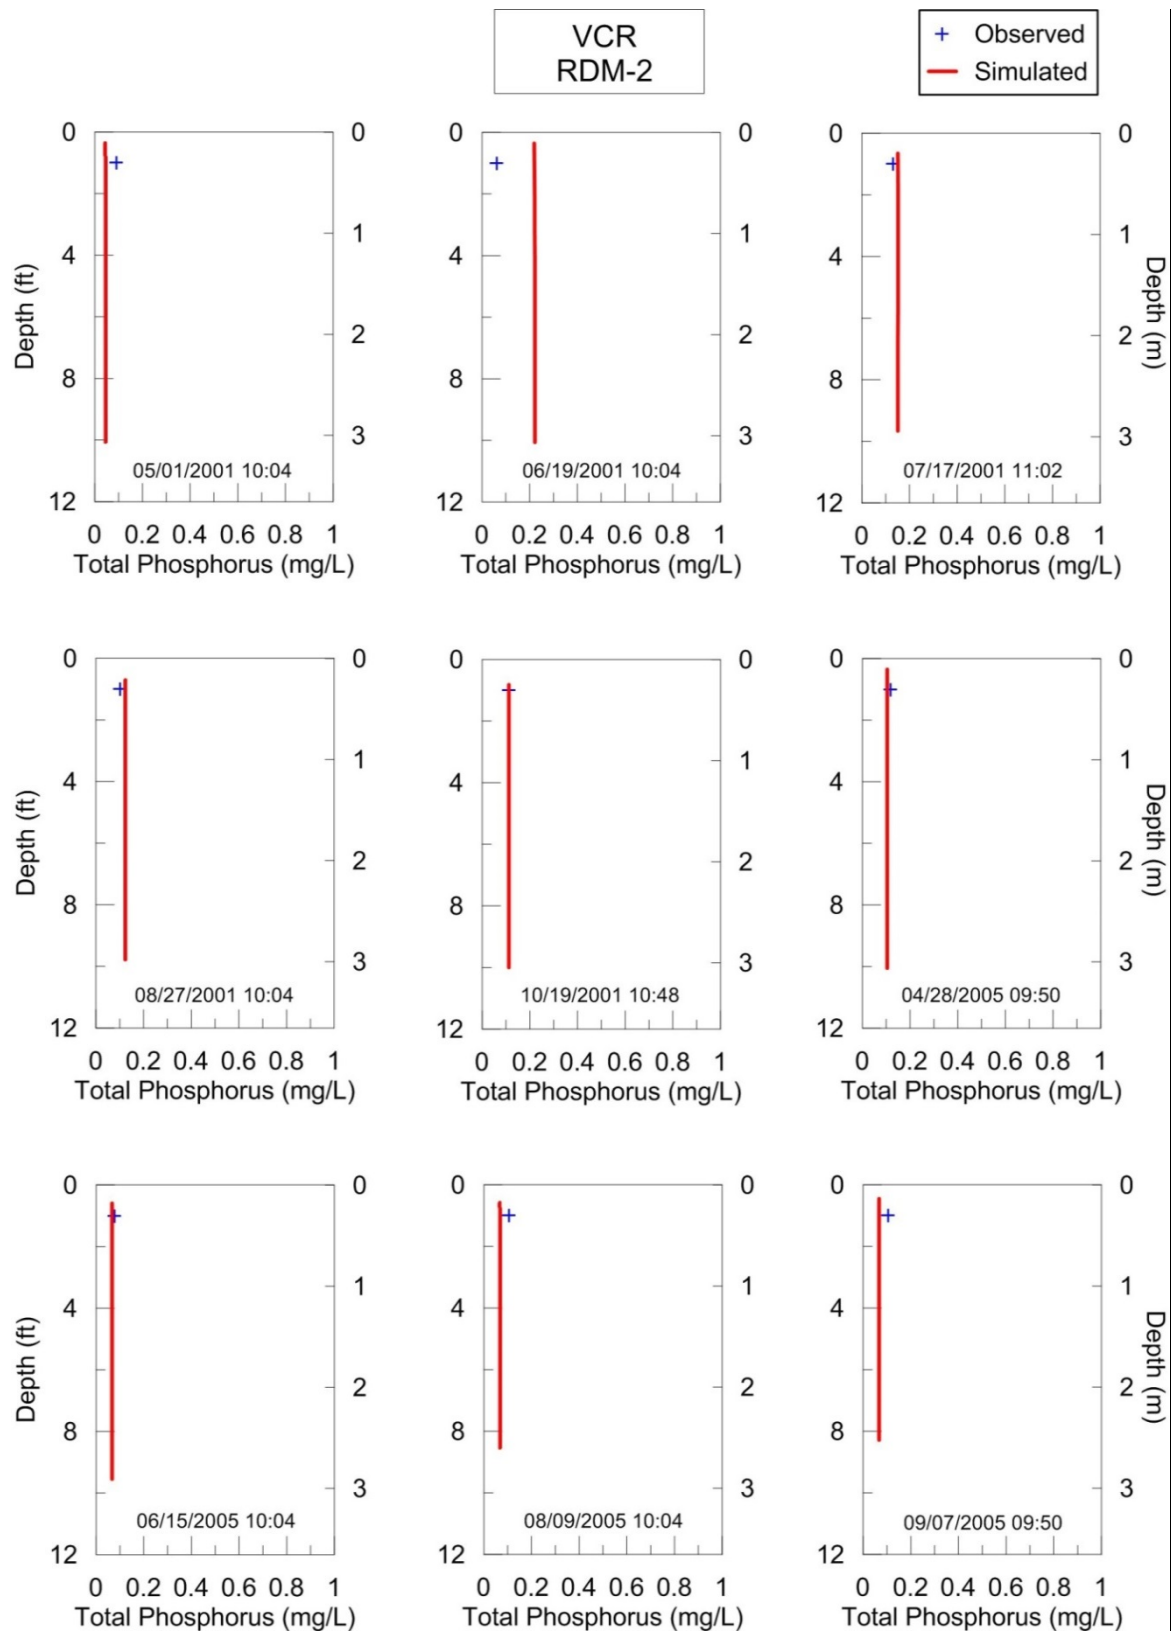 VCR
RDM-2
Observed
Simulated
0
4
8
12
Depth (ft)
0
1
2
3
05/01/2001 10:04
0 0.2 0.4 0.6 0.8 1
Total Phosphorus (mg/L)
0
4
8
12
0
1
2
3
06/19/2001 10:04
0 0.2 0.4 0.6 0.8 1
Total Phosphorus (mg/L)
0
4
8
12
0
1
2
3
Depth (m)
07/17/2001 11:02
0 0.2 0.4 0.6 0.8 1
Total Phosphorus (mg/L)
0
4
8
12
Depth (ft)
0
1
2
3
08/27/2001 10:04
0 0.2 0.4 0.6 0.8 1
Total Phosphorus (mg/L)
0
4
8
12
0
1
2
3
10/19/2001 10:48
0 0.2 0.4 0.6 0.8 1
Total Phosphorus (mg/L)
0
4
8
12
0
1
2
3
Depth (m)
04/28/2005 09:50
0 0.2 0.4 0.6 0.8 1
Total Phosphorus (mg/L)
0
4
8
12
Depth (ft)
0
1
2
3
06/15/2005 10:04
0 0.2 0.4 0.6 0.8 1
Total Phosphorus (mg/L)
0
4
8
12
0
1
2
3
08/09/2005 10:04
0 0.2 0.4 0.6 0.8 1
Total Phosphorus (mg/L)
0
4
8
12
0
1
2
3
Depth (m)
09/07/2005 09:50
0 0.2 0.4 0.6 0.8 1
Total Phosphorus (mg/L)